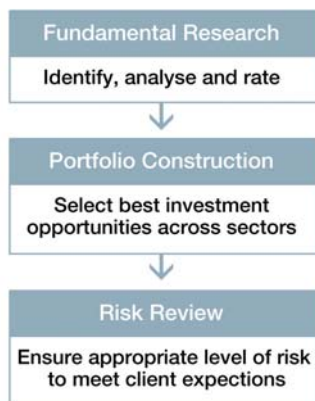 Fundamental Research
Identify, analyse and rate
Portfolio Construction
Select best investment
opportunities across sectors
Risk Review
Ensure appropriate level of risk
to meet client expections